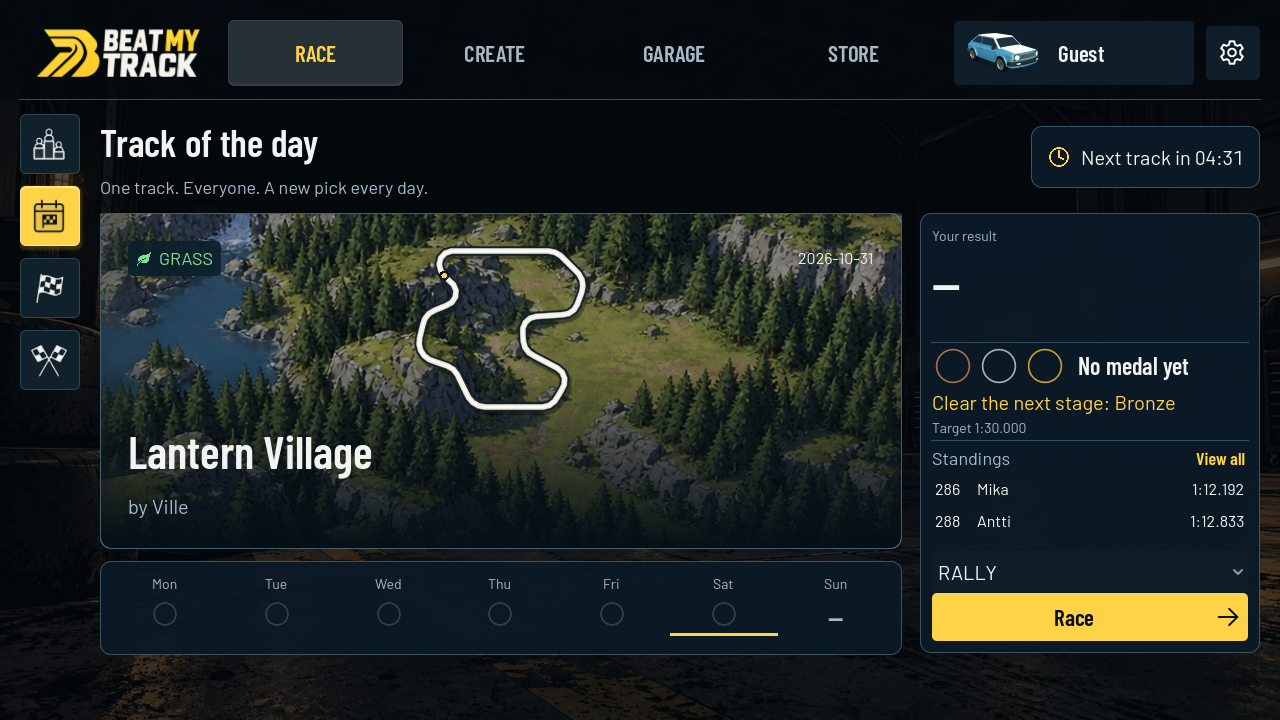 BEATMY
TRACK
RACE
CREATE
GARAGE
STORE
Guest
Track of the day
One track. Everyone. A new pick every day.
Next track in 04:31
GRASS
2026-10-31
Lantern Village
by Ville
Mon
Tue
Wed
Thu
Fri
Sat
Sun
Your result
No medal yet
Clear the next stage: Bronze
Target 1:30.000
Standings
View all
286 Mika 1:12.192
288 Antti 1:12.833
RALLY
Race